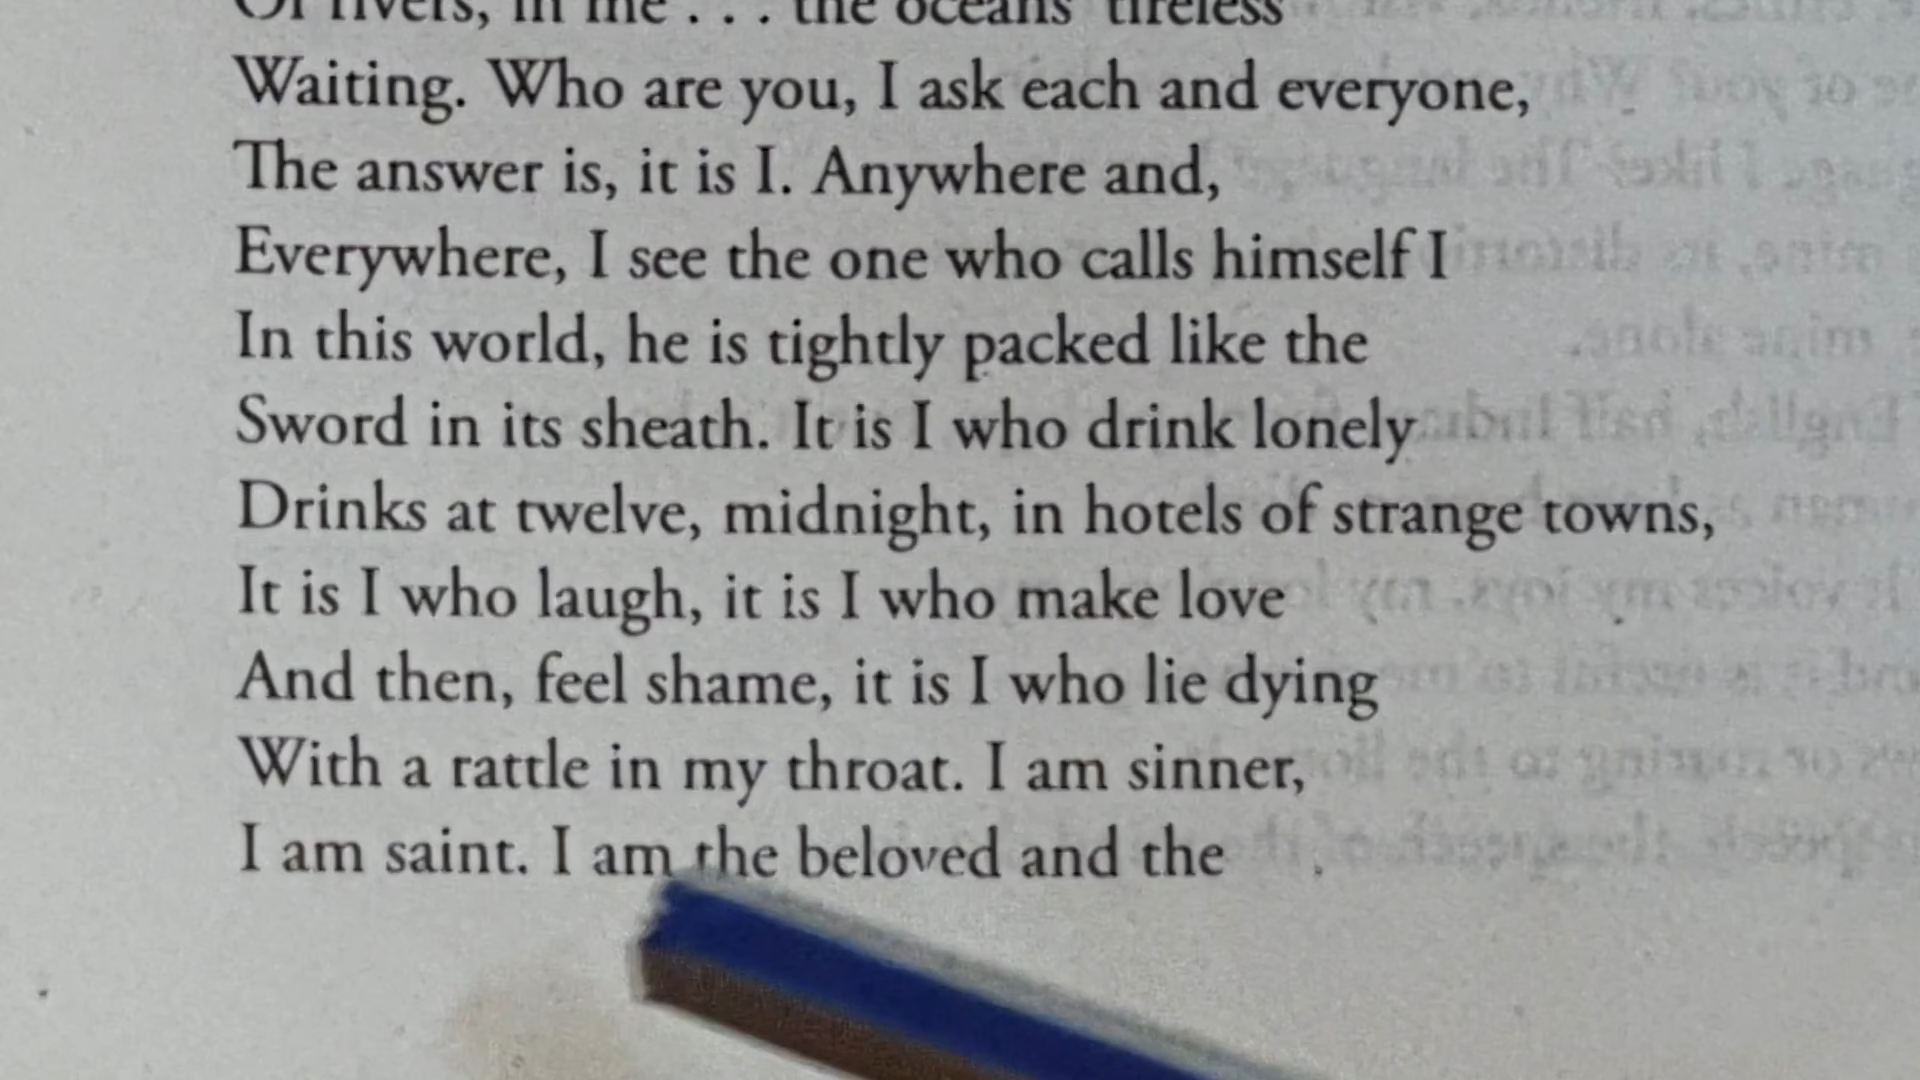 Of rivers, in me . . . the oceans' tireless
Waiting. Who are you, I ask each and everyone,
The answer is, it is I. Anywhere and,
Everywhere, I see the one who calls himself I
In this world, he is tightly packed like the
Sword in its sheath. It is I who drink lonely
Drinks at twelve, midnight, in hotels of strange towns,
It is I who laugh, it is I who make love
And then, feel shame, it is I who lie dying
With a rattle in my throat. I am sinner,
I am saint. I am the beloved and the